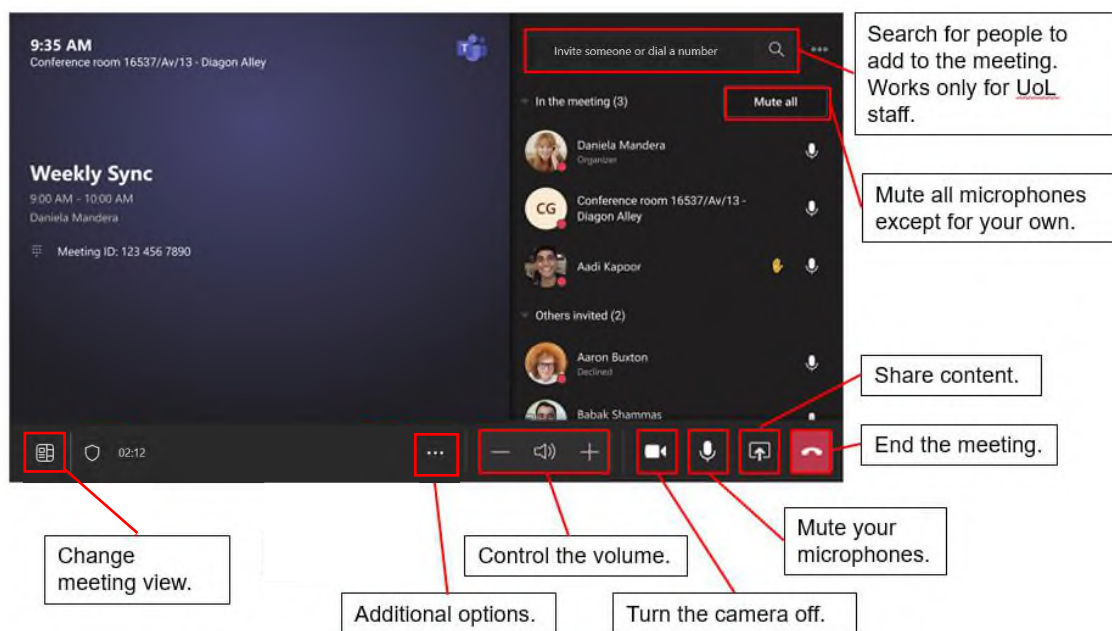 9:35 AM
Conference room 16537/Av/13 - Diagon Alley
Weekly Sync
9:00 AM - 10:00 AM
Daniela Mandera
Meeting ID: 123 456 7890
Invite someone or dial a number
In the meeting (3)
Mute all
Daniela Mandera
Organizer
CG
Conference room 16537/Av/13 -
Diagon Alley
Aadi Kapoor
Others invited (2)
Aaron Buxton
Declined
Babak Shammas
02:12
Search for people to
add to the meeting.
Works only for UoL
staff.
Mute all microphones
except for your own.
Share content.
End the meeting.
Mute your
microphones.
Turn the camera off.
Control the volume.
Additional options.
Change
meeting view.